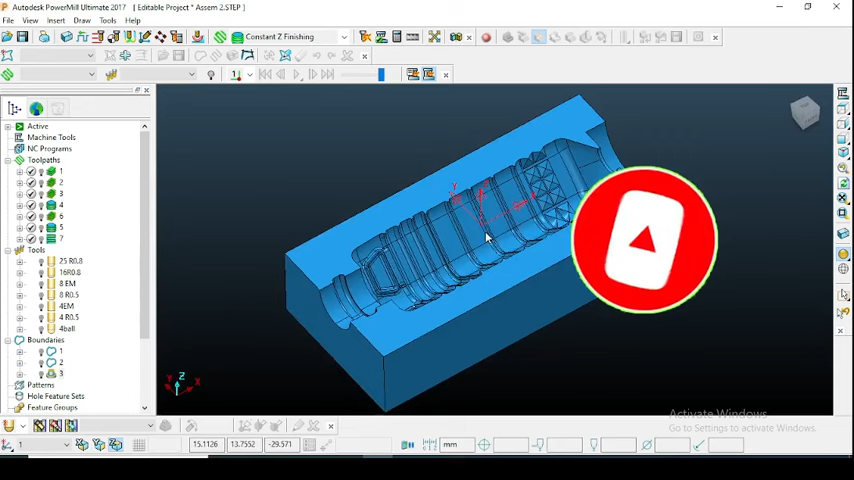 Autodesk PowerMill Ultimate 2017 [ Editable Project * Assem 2.STEP ]
File View Insert Draw Tools Help
Constant Z Finishing
1
Active
Machine Tools
NC Programs
Toolpaths
1
2
3
4
6
5
7
Tools
25 R0.8
16R0.8
8 EM
8 R0.5
4EM
4 R0.5
4ball
Boundaries
1
2
3
Patterns
Hole Feature Sets
Feature Groups
Y
Z
X
Activate Windows
Go to Settings to activate Windows.
1
15.1126
13.7552
-29.571
mm